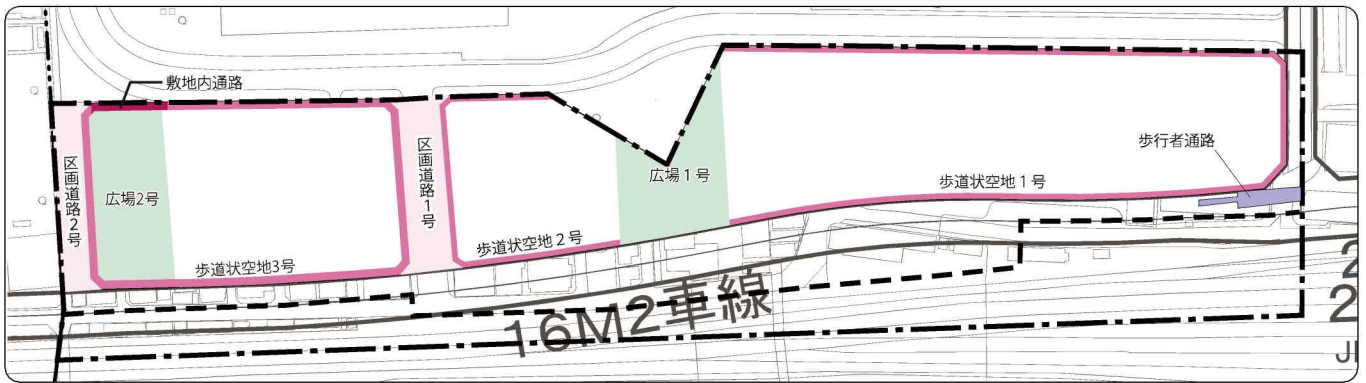 敷地内通路
歩行者通路
区画道路2号
広場2号
区画道路1号
広場1号
歩道状空地1号
歩道状空地2号
歩道状空地3号
16M2車線
2
2